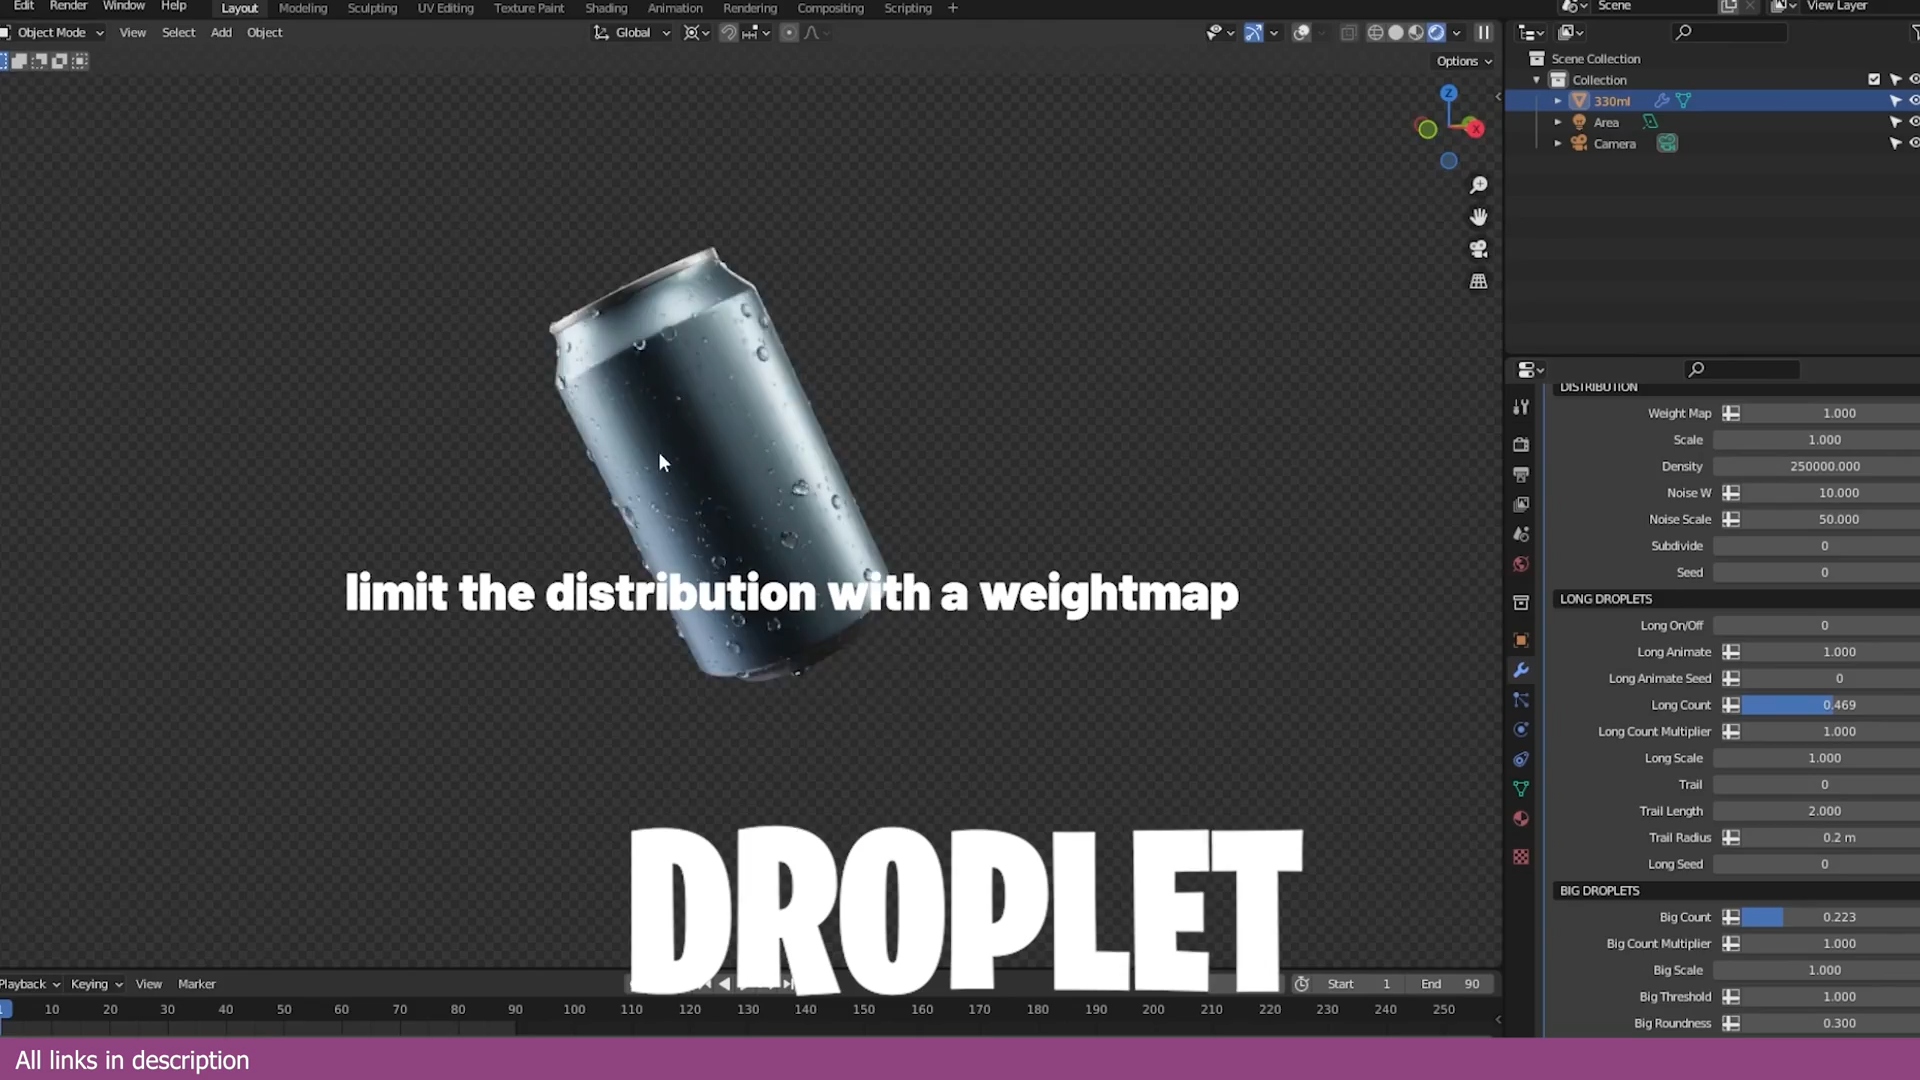 Edit Render Window Help Layout Modeling Sculpting UV Editing Texture Paint Shading Animation Rendering Compositing Scripting + Scene View Layer
Object Mode View Select Add Object Global
Options
Z
X
Scene Collection
Collection
330ml
Area
Camera
DISTRIBUTION
Weight Map 1.000
Scale 1.000
Density 250000.000
Noise W 10.000
Noise Scale 50.000
Subdivide 0
Seed 0
LONG DROPLETS
Long On/Off 0
Long Animate 1.000
Long Animate Seed 0
Long Count 0.469
Long Count Multiplier 1.000
Long Scale 1.000
Trail 0
Trail Length 2.000
Trail Radius 0.2 m
Long Seed 0
BIG DROPLETS
Big Count 0.223
Big Count Multiplier 1.000
Big Scale 1.000
Big Threshold 1.000
Big Roundness 0.300
limit the distribution with a weightmap
DROPLET
Playback Keying View Marker Start 1 End 90
1 10 20 30 40 50 60 70 80 90 100 110 120 130 140 150 160 170 180 190 200 210 220 230 240 250
All links in description